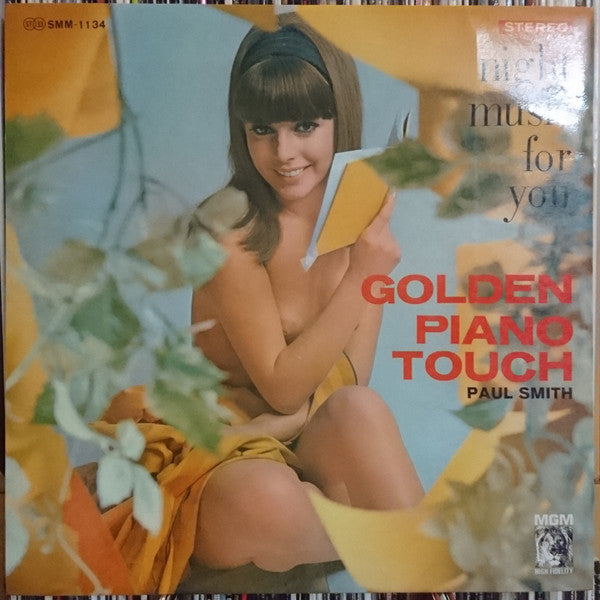 SMM-1134
STEREO
night
music
for
you
GOLDEN
PIANO
TOUCH
PAUL SMITH
MGM
HIGH FIDELITY